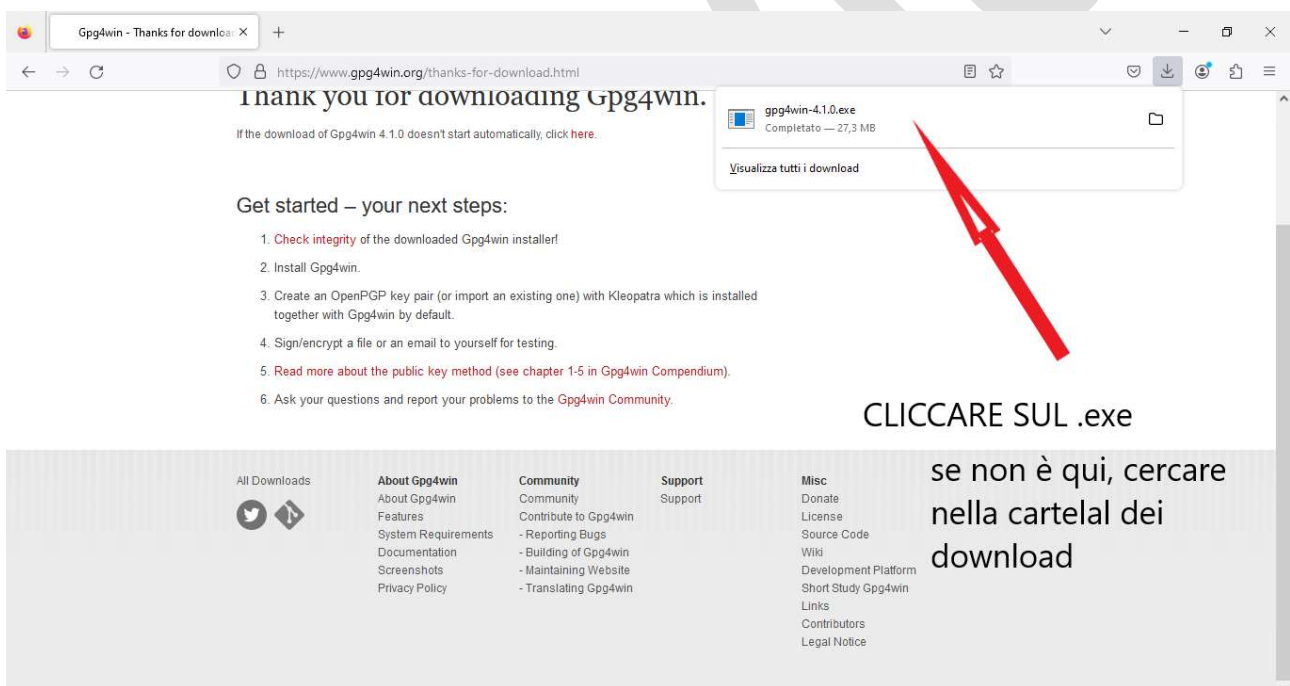 Gpg4win - Thanks for downloa
https://www.gpg4win.org/thanks-for-download.html
Thank you for downloading Gpg4win.
If the download of Gpg4win 4.1.0 doesn't start automatically, click here.
gpg4win-4.1.0.exe
Completato — 27,3 MB
Visualizza tutti i download
Get started – your next steps:
1. Check integrity of the downloaded Gpg4win installer!
2. Install Gpg4win.
3. Create an OpenPGP key pair (or import an existing one) with Kleopatra which is installed
together with Gpg4win by default.
4. Sign/encrypt a file or an email to yourself for testing.
5. Read more about the public key method (see chapter 1-5 in Gpg4win Compendium).
6. Ask your questions and report your problems to the Gpg4win Community.
CLICCARE SUL .exe
se non è qui, cercare
nella cartelal dei
download
All Downloads
About Gpg4win
About Gpg4win
Features
System Requirements
Documentation
Screenshots
Privacy Policy
Community
Community
Contribute to Gpg4win
- Reporting Bugs
- Building of Gpg4win
- Maintaining Website
- Translating Gpg4win
Support
Support
Misc
Donate
License
Source Code
Wiki
Development Platform
Short Study Gpg4win
Links
Contributors
Legal Notice